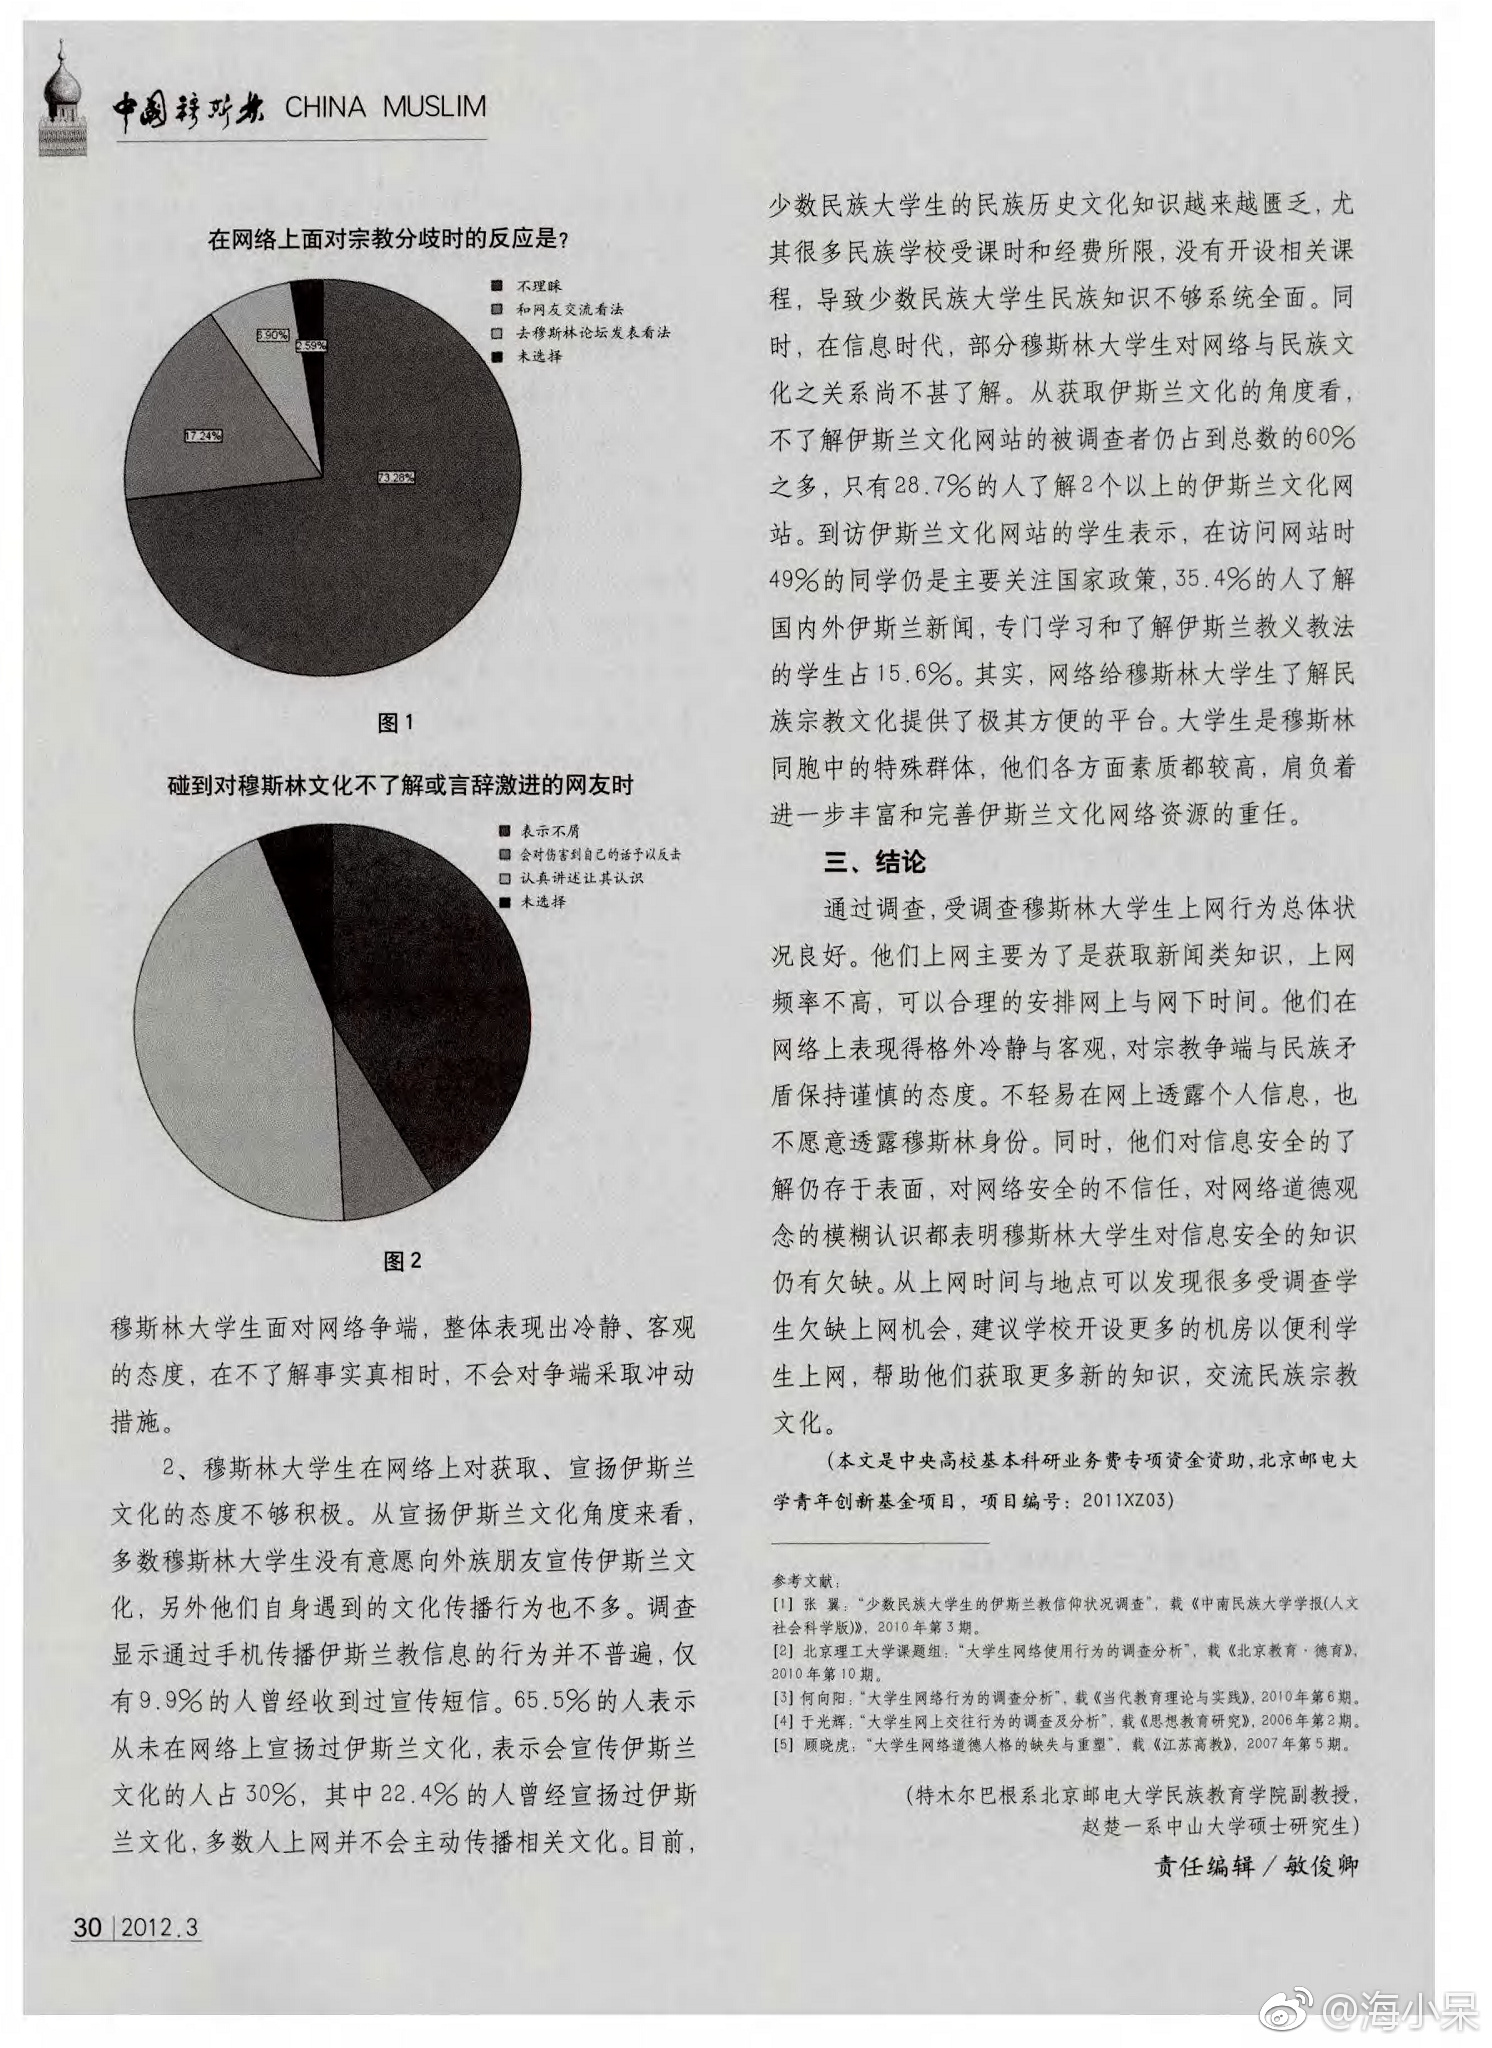 中国穆斯林 CHINA MUSLIM
在网络上面对宗教分歧时的反应是?
不理睬
和网友交流看法
去穆斯林论坛发表看法
未选择
6.90%
2.59%
17.24%
73.28%
图1
碰到对穆斯林文化不了解或言辞激进的网友时
表示不屑
会对伤害到自己的话予以反击
认真讲述让其认识
未选择
图2
穆斯林大学生面对网络争端，整体表现出冷静、客观
的态度，在不了解事实真相时，不会对争端采取冲动
措施。
2、穆斯林大学生在网络上对获取、宣扬伊斯兰
文化的态度不够积极。从宣扬伊斯兰文化角度来看，
多数穆斯林大学生没有意愿向外族朋友宣传伊斯兰文
化，另外他们自身遇到的文化传播行为也不多。调查
显示通过手机传播伊斯兰教信息的行为并不普遍，仅
有9.9%的人曾经收到过宣传短信。65.5%的人表示
从未在网络上宣扬过伊斯兰文化，表示会宣传伊斯兰
文化的人占30%，其中22.4%的人曾经宣扬过伊斯
兰文化，多数人上网并不会主动传播相关文化。目前，
少数民族大学生的民族历史文化知识越来越匮乏，尤
其很多民族学校受课时和经费所限，没有开设相关课
程，导致少数民族大学生民族知识不够系统全面。同
时，在信息时代，部分穆斯林大学生对网络与民族文
化之关系尚不甚了解。从获取伊斯兰文化的角度看，
不了解伊斯兰文化网站的被调查者仍占到总数的60%
之多，只有28.7%的人了解2个以上的伊斯兰文化网
站。到访伊斯兰文化网站的学生表示，在访问网站时
49%的同学仍是主要关注国家政策，35.4%的人了解
国内外伊斯兰新闻，专门学习和了解伊斯兰教义教法
的学生占15.6%。其实，网络给穆斯林大学生了解民
族宗教文化提供了极其方便的平台。大学生是穆斯林
同胞中的特殊群体，他们各方面素质都较高，肩负着
进一步丰富和完善伊斯兰文化网络资源的重任。
三、结论
通过调查，受调查穆斯林大学生上网行为总体状
况良好。他们上网主要为了是获取新闻类知识，上网
频率不高，可以合理的安排网上与网下时间。他们在
网络上表现得格外冷静与客观，对宗教争端与民族矛
盾保持谨慎的态度。不轻易在网上透露个人信息，也
不愿意透露穆斯林身份。同时，他们对信息安全的了
解仍存于表面，对网络安全的不信任，对网络道德观
念的模糊认识都表明穆斯林大学生对信息安全的知识
仍有欠缺。从上网时间与地点可以发现很多受调查学
生欠缺上网机会，建议学校开设更多的机房以便利学
生上网，帮助他们获取更多新的知识，交流民族宗教
文化。
(本文是中央高校基本科研业务费专项资金资助，北京邮电大
学青年创新基金项目，项目编号：2011XZ03)
参考文献：
[1] 张 翼：“少数民族大学生的伊斯兰教信仰状况调查”，载《中南民族大学学报(人文
社会科学版)》，2010年第3期。
[2] 北京理工大学课题组：“大学生网络使用行为的调查分析”，载《北京教育·德育》，
2010年第10期。
[3] 何向阳：“大学生网络行为的调查分析”，载《当代教育理论与实践》，2010年第6期。
[4] 于光辉：“大学生网上交往行为的调查及分析”，载《思想教育研究》，2006年第2期。
[5] 顾晓虎：“大学生网络道德人格的缺失与重塑”，载《江苏高教》，2007年第5期。
(特木尔巴根系北京邮电大学民族教育学院副教授，
赵楚一系中山大学硕士研究生)
责任编辑／敏俊卿
30 | 2012.3
@海小呆